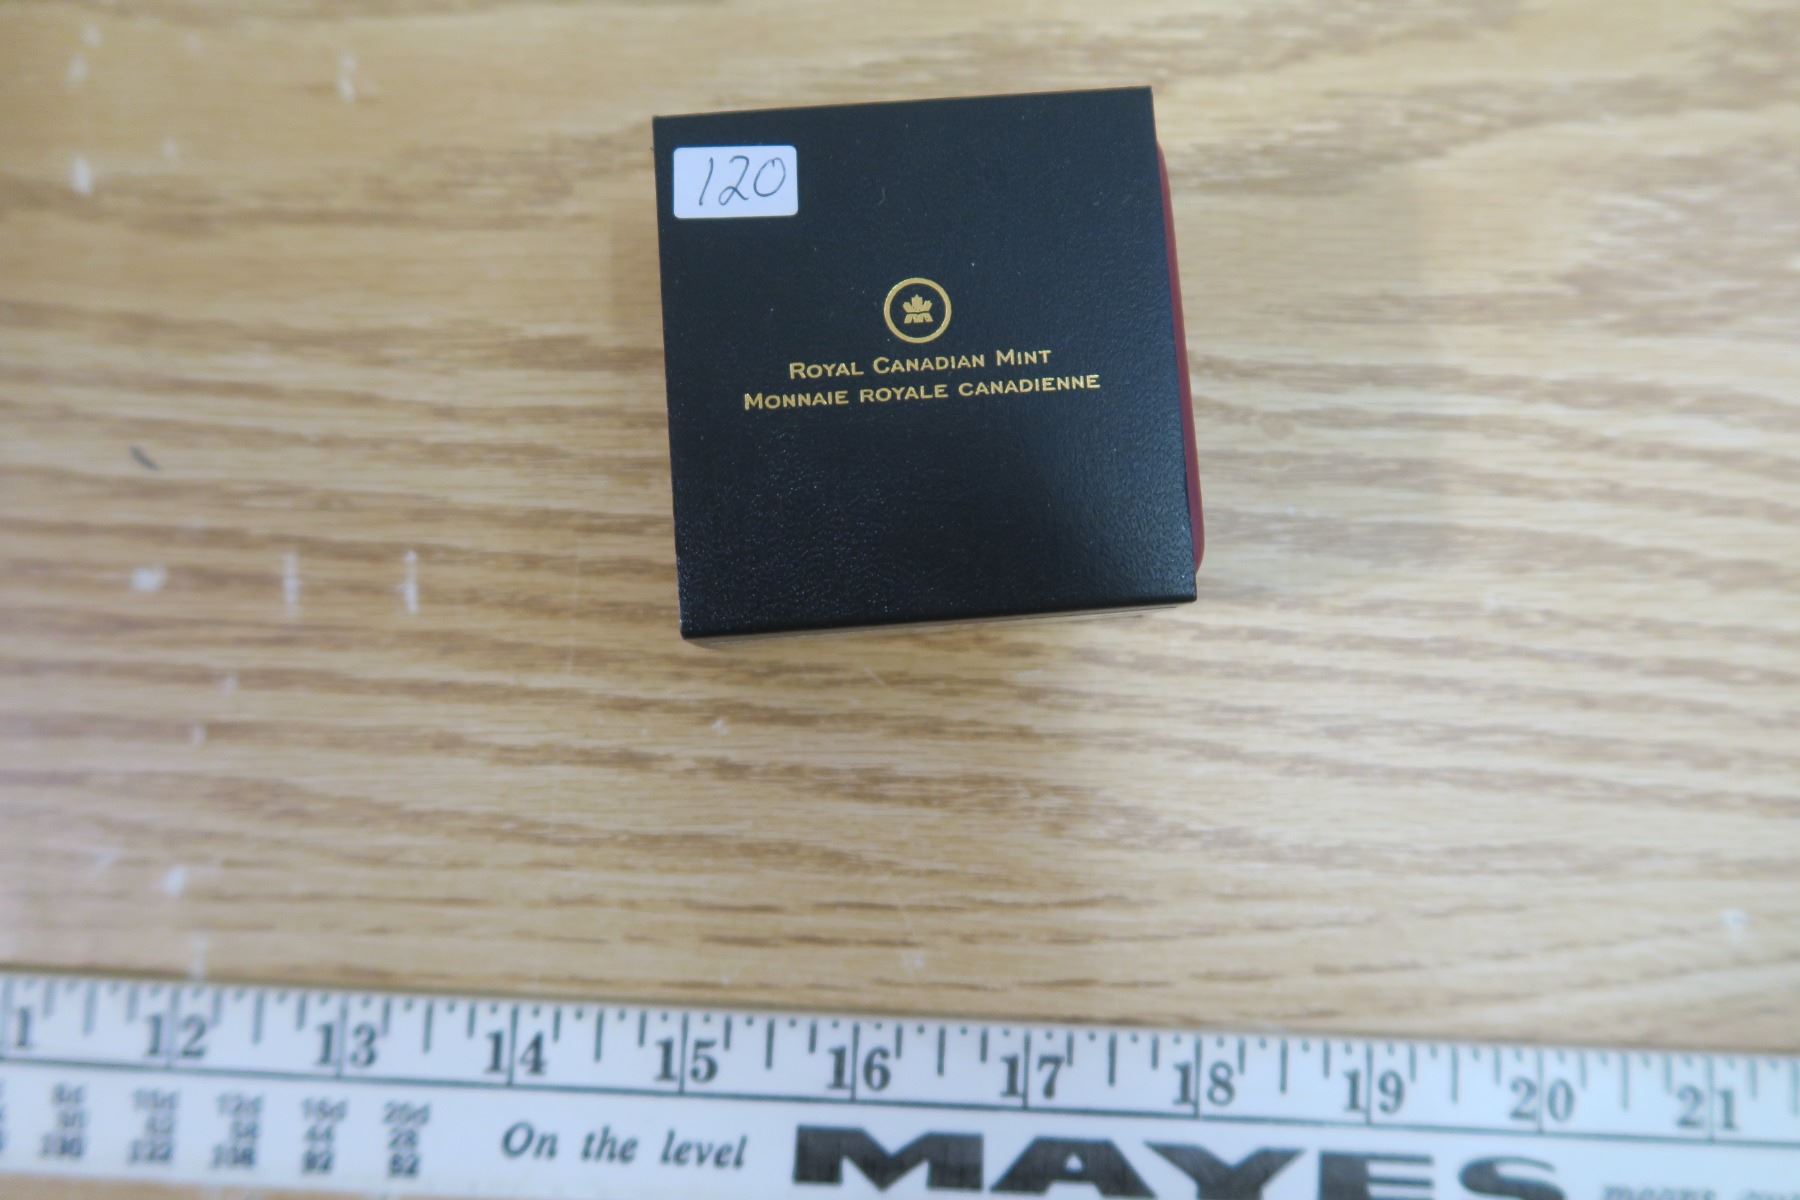 120
ROYAL CANADIAN MINT
MONNAIE ROYALE CANADIENNE
1 12 13 14 15 16 17 18 19 20 21
On the level MAYES